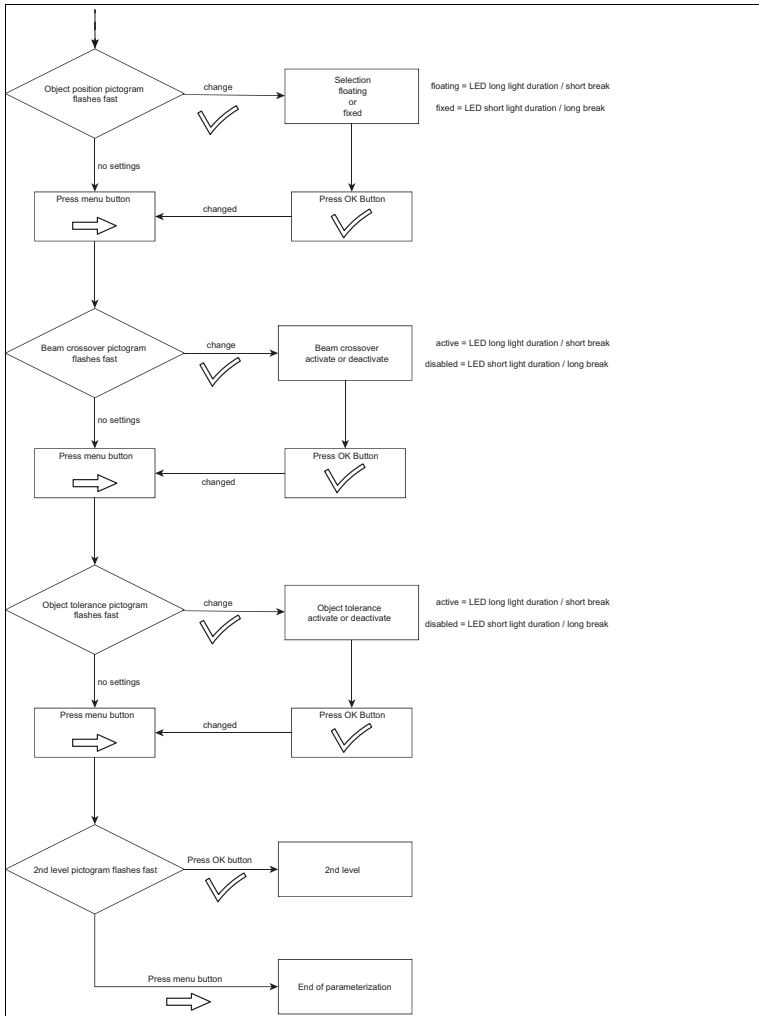 Object position pictogram
flashes fast
change
Selection
floating
or
fixed
floating = LED long light duration / short break
fixed = LED short light duration / long break
no settings
Press menu button
changed
Press OK Button
Beam crossover pictogram
flashes fast
change
Beam crossover
activate or deactivate
active = LED long light duration / short break
disabled = LED short light duration / long break
no settings
Press menu button
changed
Press OK Button
Object tolerance pictogram
flashes fast
change
Object tolerance
activate or deactivate
active = LED long light duration / short break
disabled = LED short light duration / long break
no settings
Press menu button
changed
Press OK Button
2nd level pictogram flashes fast
Press OK button
2nd level
Press menu button
End of parameterization